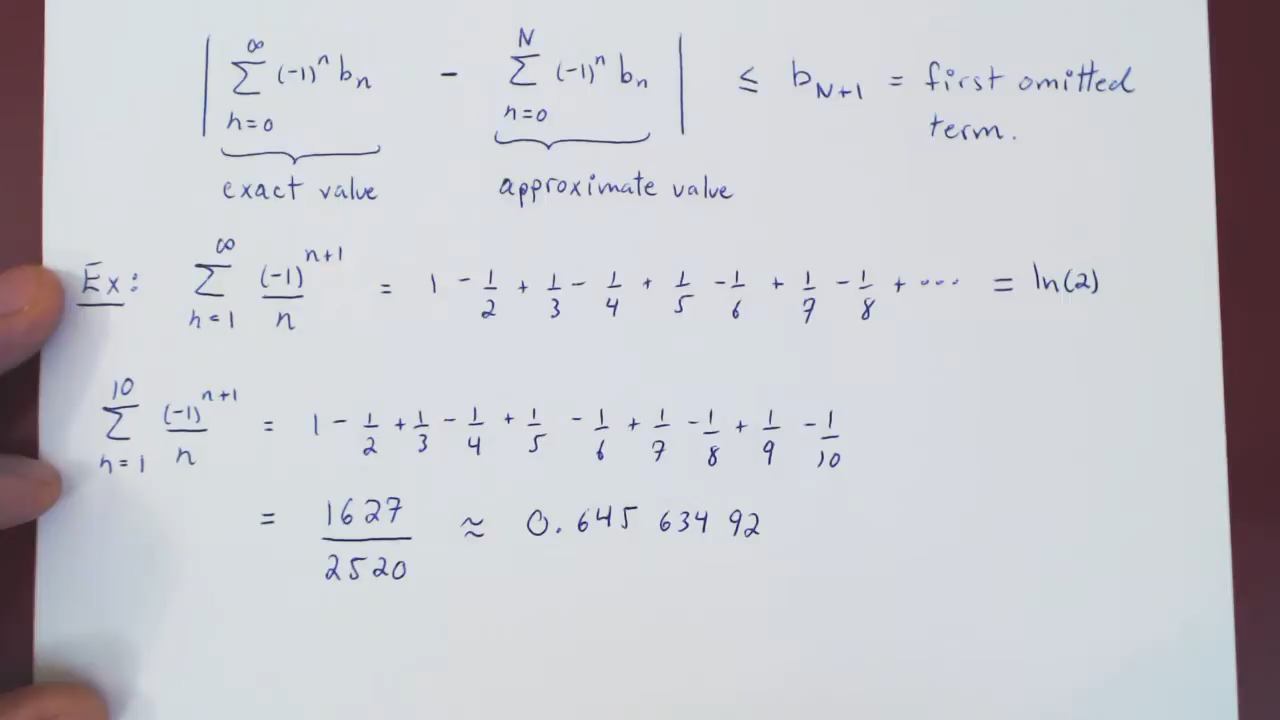 | ∑_{n=0}^{∞} (-1)^n b_n - ∑_{n=0}^{N} (-1)^n b_n | ≤ b_{N+1} = first omitted term.
exact value approximate value
Ex: ∑_{n=1}^{∞} (-1)^{n+1}/n = 1 - 1/2 + 1/3 - 1/4 + 1/5 - 1/6 + 1/7 - 1/8 + ⋯ = ln(2)
∑_{n=1}^{10} (-1)^{n+1}/n = 1 - 1/2 + 1/3 - 1/4 + 1/5 - 1/6 + 1/7 - 1/8 + 1/9 - 1/10
= 1627/2520 ≈ 0.645 634 92